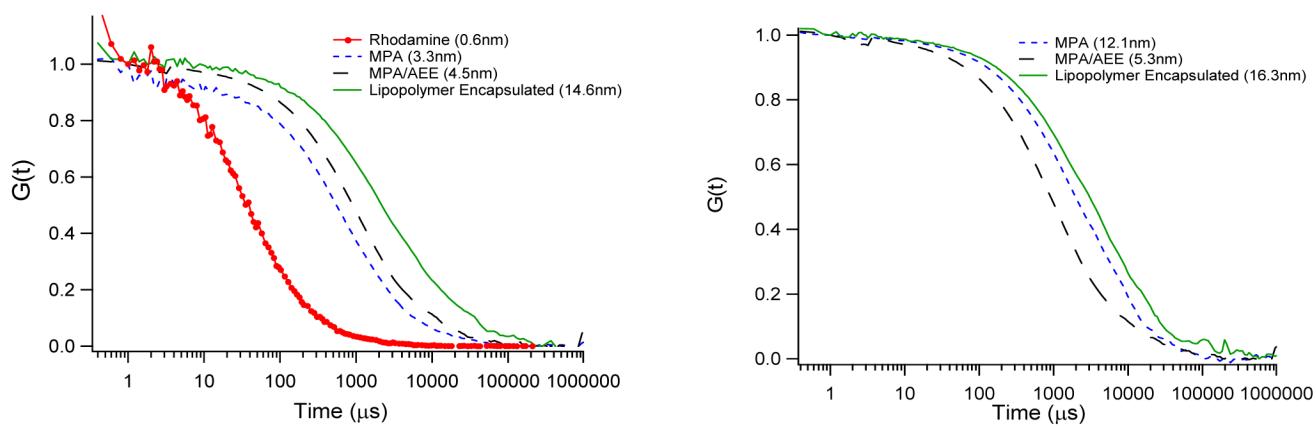 Rhodamine (0.6nm)
MPA (3.3nm)
MPA/AEE (4.5nm)
Lipopolymer Encapsulated (14.6nm)
G(t)
1.0
0.8
0.6
0.4
0.2
0.0
1 10 100 1000 10000 100000 1000000
Time (μs)
MPA (12.1nm)
MPA/AEE (5.3nm)
Lipopolymer Encapsulated (16.3nm)
G(t)
1.0
0.8
0.6
0.4
0.2
0.0
1 10 100 1000 10000 100000 1000000
Time (μs)